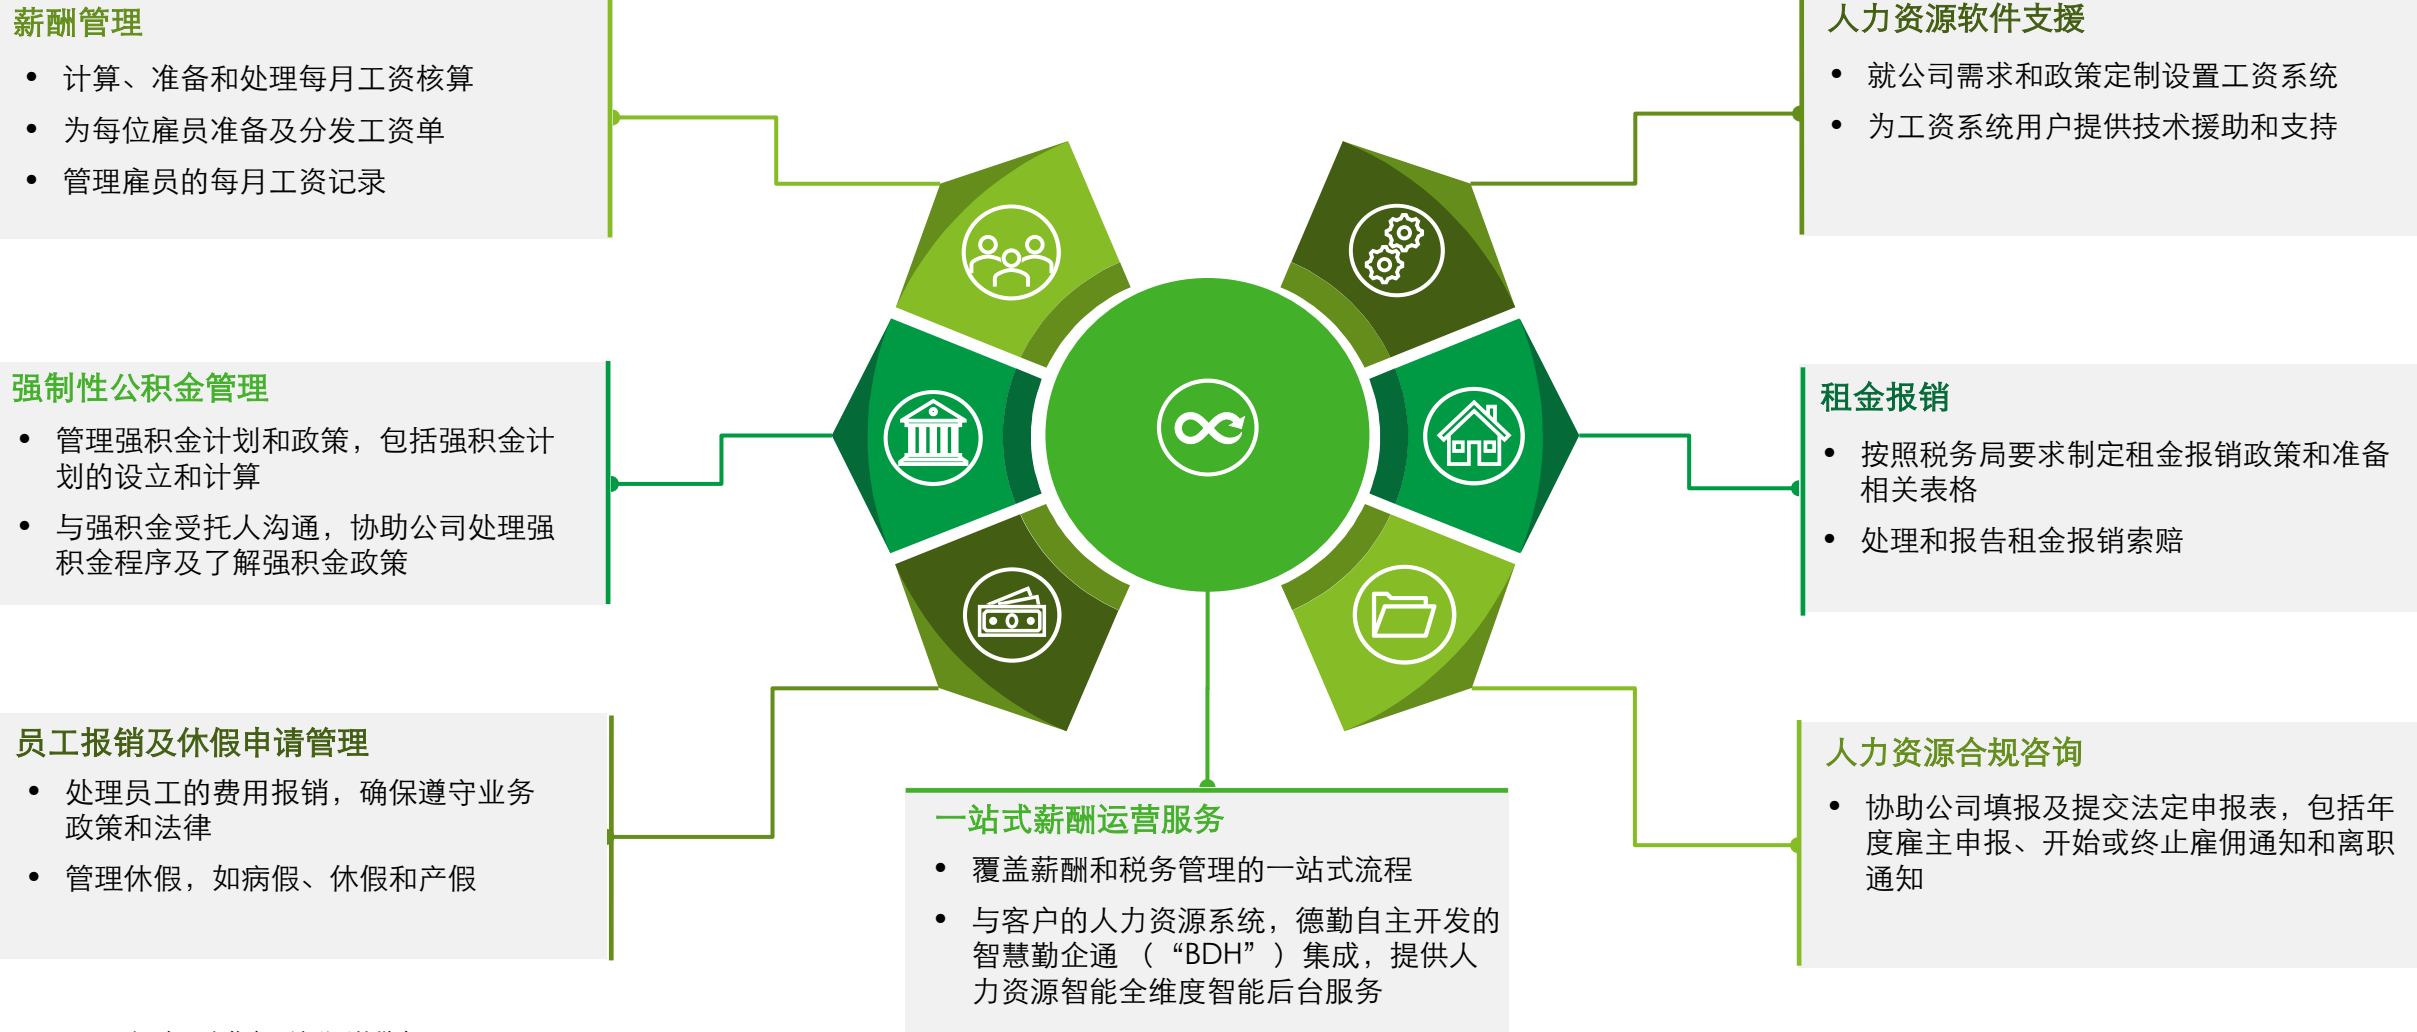 薪酬管理
• 计算、准备和处理每月工资核算
• 为每位雇员准备及分发工资单
• 管理雇员的每月工资记录
强制性公积金管理
• 管理强积金计划和政策，包括强积金计
划的设立和计算
• 与强积金受托人沟通，协助公司处理强
积金程序及了解强积金政策
员工报销及休假申请管理
• 处理员工的费用报销，确保遵守业务
政策和法律
• 管理休假，如病假、休假和产假
一站式薪酬运营服务
• 覆盖薪酬和税务管理的一站式流程
• 与客户的人力资源系统，德勤自主开发的
智慧勤企通 （“BDH”）集成，提供人
力资源智能全维度智能后台服务
人力资源软件支援
• 就公司需求和政策定制设置工资系统
• 为工资系统用户提供技术援助和支持
租金报销
• 按照税务局要求制定租金报销政策和准备
相关表格
• 处理和报告租金报销索赔
人力资源合规咨询
• 协助公司填报及提交法定申报表，包括年
度雇主申报、开始或终止雇佣通知和离职
通知